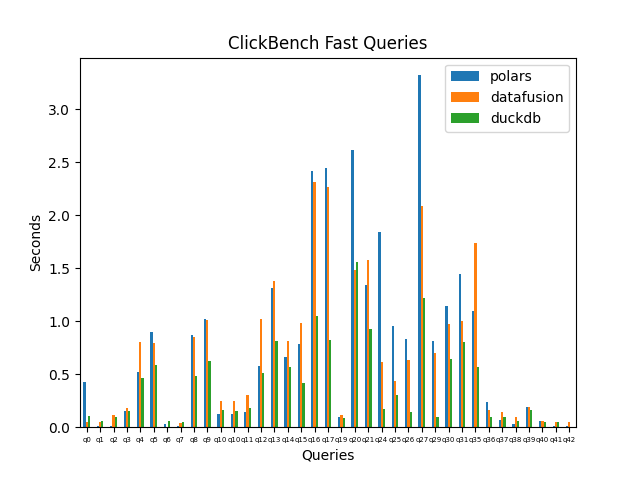 ClickBench Fast Queries
polars
datafusion
duckdb
Seconds
3.0
2.5
2.0
1.5
1.0
0.5
0.0
q0 q1 q2 q3 q4 q5 q6 q7 q8 q9 q10 q10 q11 q12 q13 q14 q15 q16 q17 q19 q20 q21 q24 q25 q26 q27 q29 q30 q31 q35 q36 q37 q38 q39 q40 q41 q42
Queries